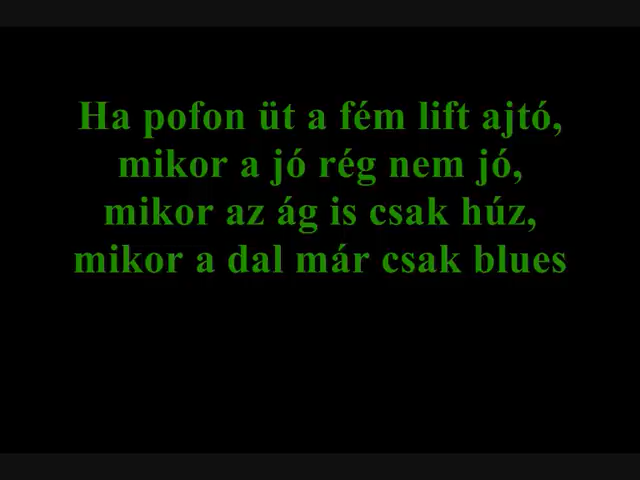 Ha pofon üt a fém lift ajtó,
mikor a jó rég nem jó,
mikor az ág is csak húz,
mikor a dal már csak blues